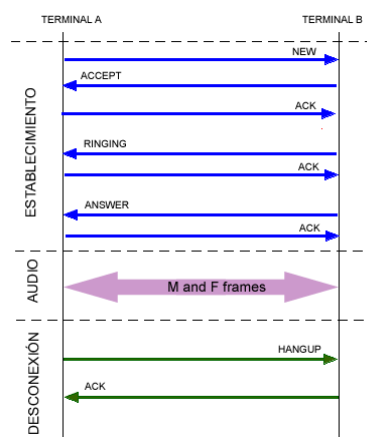 TERMINAL A
TERMINAL B
ESTABLECIMIENTO
NEW
ACCEPT
ACK
RINGING
ACK
ANSWER
ACK
AUDIO
M and F frames
DESCONEXIÓN
HANGUP
ACK